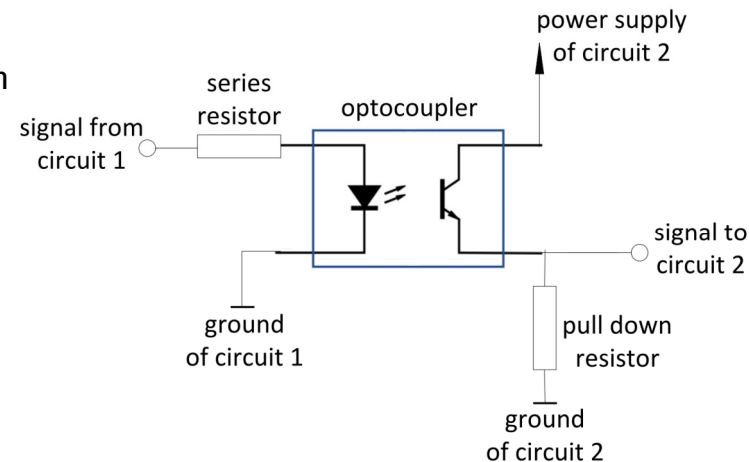 power supply
of circuit 2
n
series
resistor
optocoupler
signal from
circuit 1
signal to
circuit 2
ground
of circuit 1
pull down
resistor
ground
of circuit 2